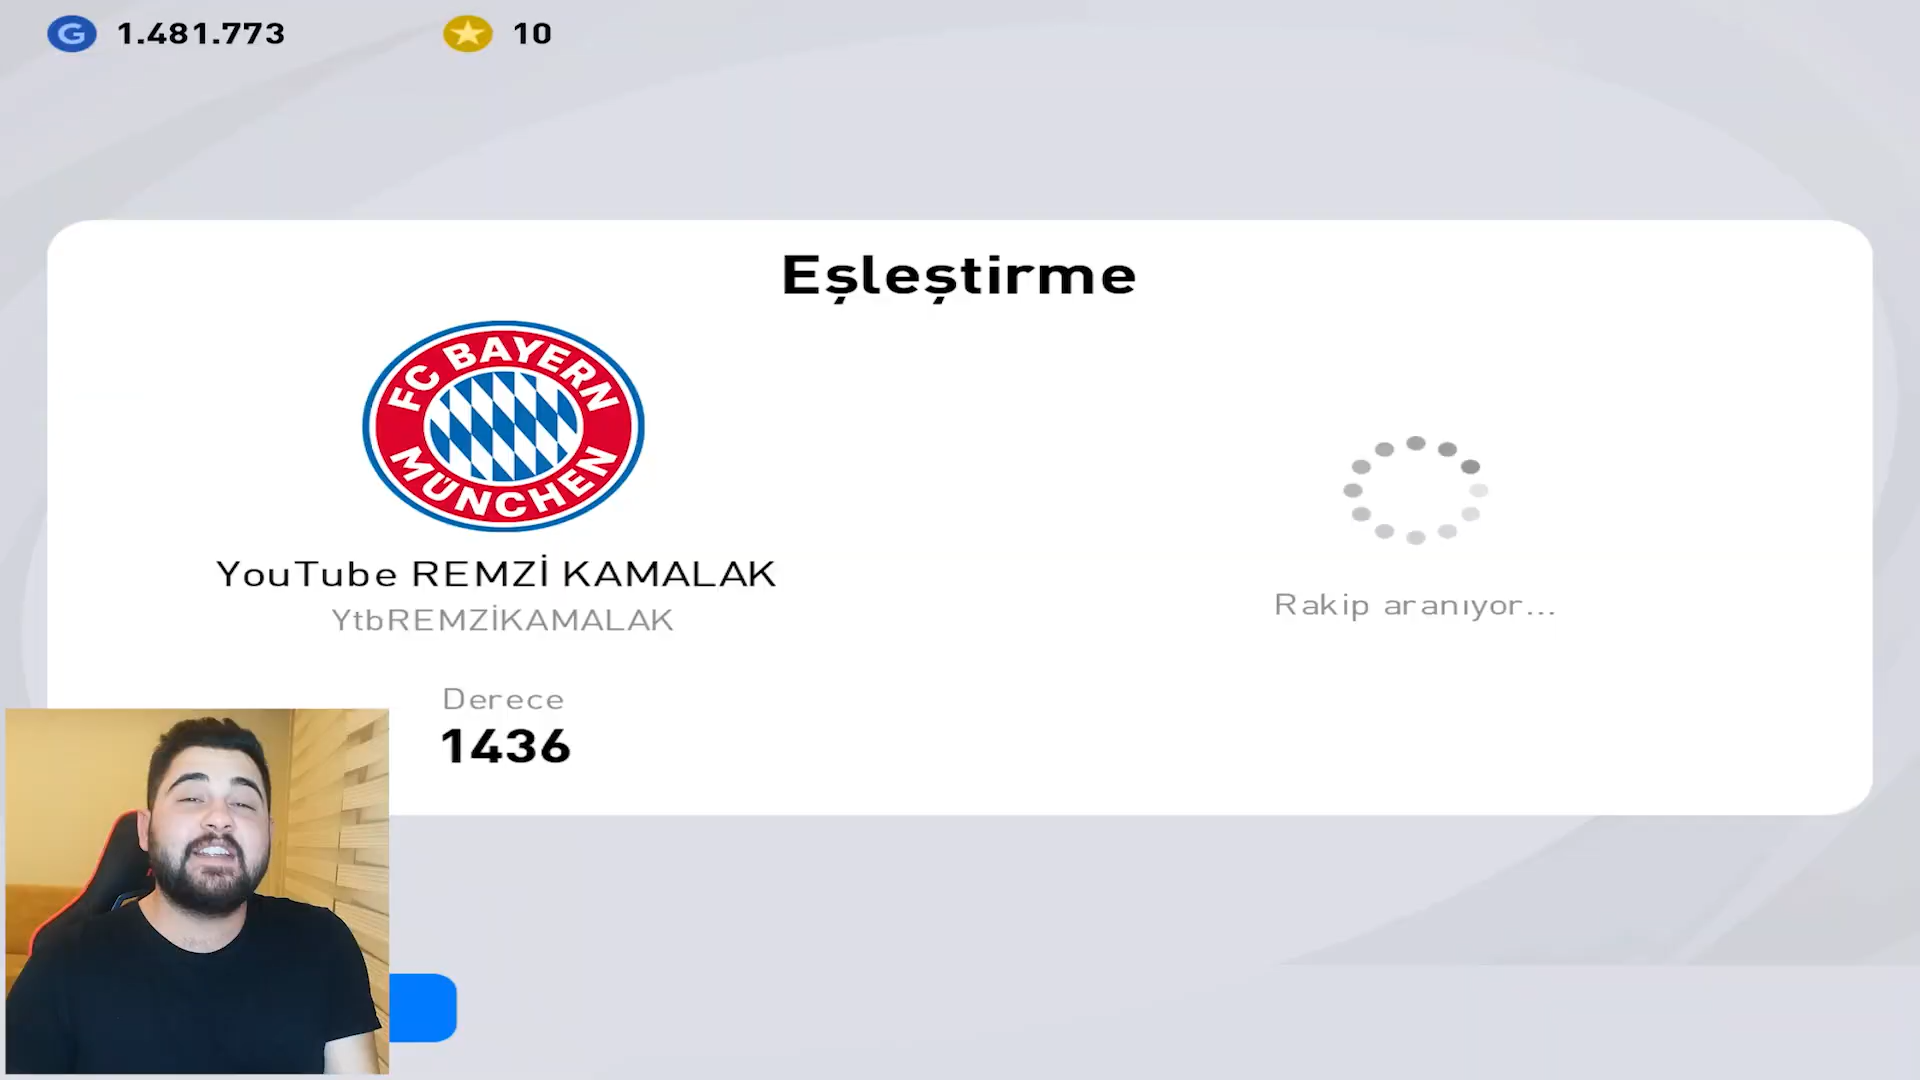 1.481.773
10
Eşleştirme
FC BAYERN
MÜNCHEN
YouTube REMZİ KAMALAK
YtbREMZİKAMALAK
Rakip aranıyor...
Derece
1436